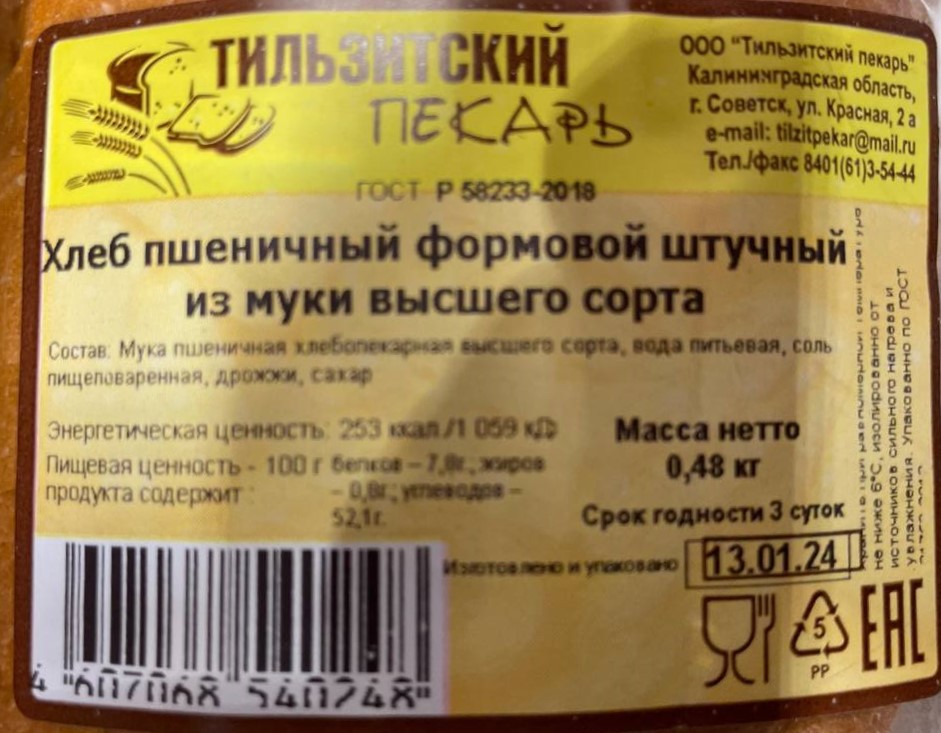 ТИЛЬЗИТСКИЙ
ПЕКАРЬ
ООО "Тильзитский пекарь"
Калининградская область,
г. Советск, ул. Красная, 2 а
e-mail: tilzitpekar@mail.ru
Тел./факс 8401(61)3-54-44
ГОСТ Р 58233-2018
Хлеб пшеничный формовой штучный
из муки высшего сорта
Состав: Мука пшеничная хлебопекарная высшего сорта, вода питьевая, соль
пищеповаренная, дрожжи, сахар
Энергетическая ценность: 253 ккал/1 059 кДж
Пищевая ценность - 100 г белков – 7,8г., жиров
продукта содержит : – 0,8г; углеводов –
52,1г.
Масса нетто
0,48 кг
Срок годности 3 суток
Изготовлено и упаковано 13.01.24
не ниже 6°С, изолированно от
источников сильного нагрева и
увлажнения. Упаковано по ГОСТ
4 607068 540248
5
PP
EAC